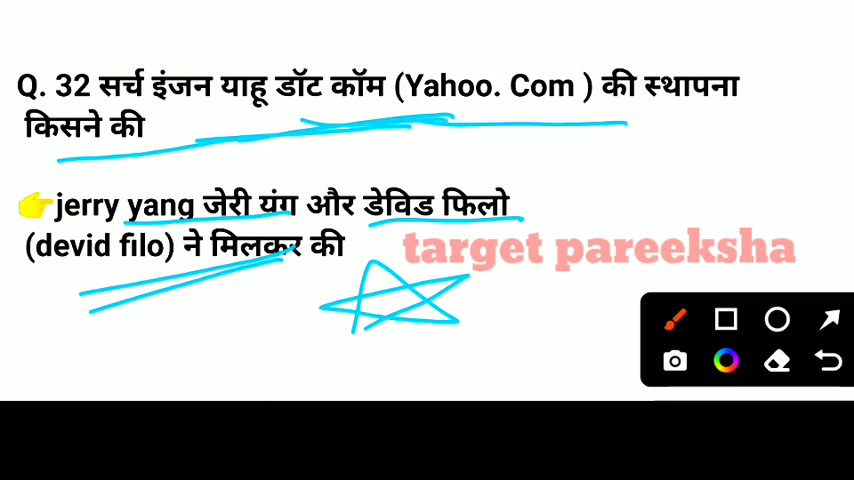 Q. 32 सर्च इंजन याहू डॉट कॉम (Yahoo. Com ) की स्थापना
किसने की
👉jerry yang जेरी यंग और डेविड फिलो
(devid filo) ने मिलकर की
target pareeksha